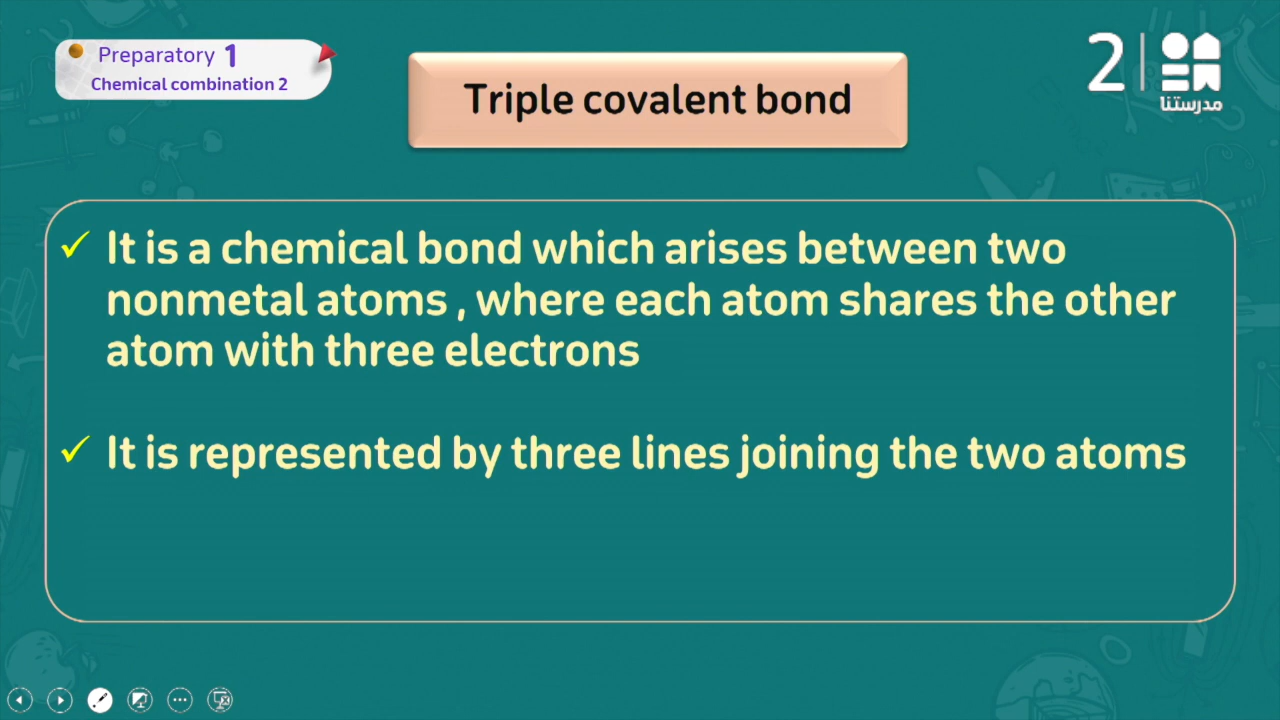 Preparatory 1
Chemical combination 2
Triple covalent bond
2
مدرستنا
✓ It is a chemical bond which arises between two
nonmetal atoms , where each atom shares the other
atom with three electrons
✓ It is represented by three lines joining the two atoms